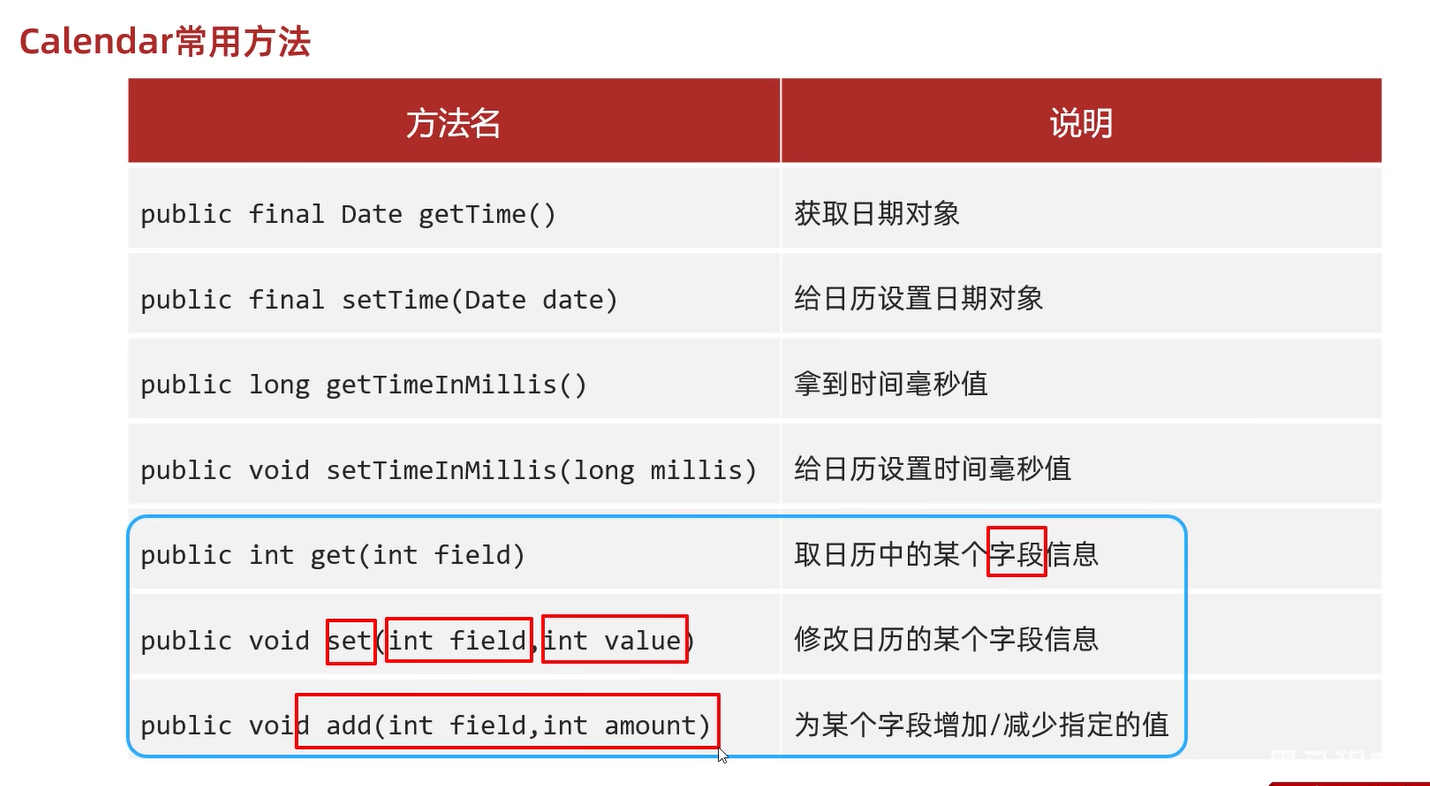 Calendar常用方法
方法名 说明
public final Date getTime() 获取日期对象
public final setTime(Date date) 给日历设置日期对象
public long getTimeInMillis() 拿到时间毫秒值
public void setTimeInMillis(long millis) 给日历设置时间毫秒值
public int get(int field) 取日历中的某个字段信息
public void set(int field,int value) 修改日历的某个字段信息
public void add(int field,int amount) 为某个字段增加/减少指定的值